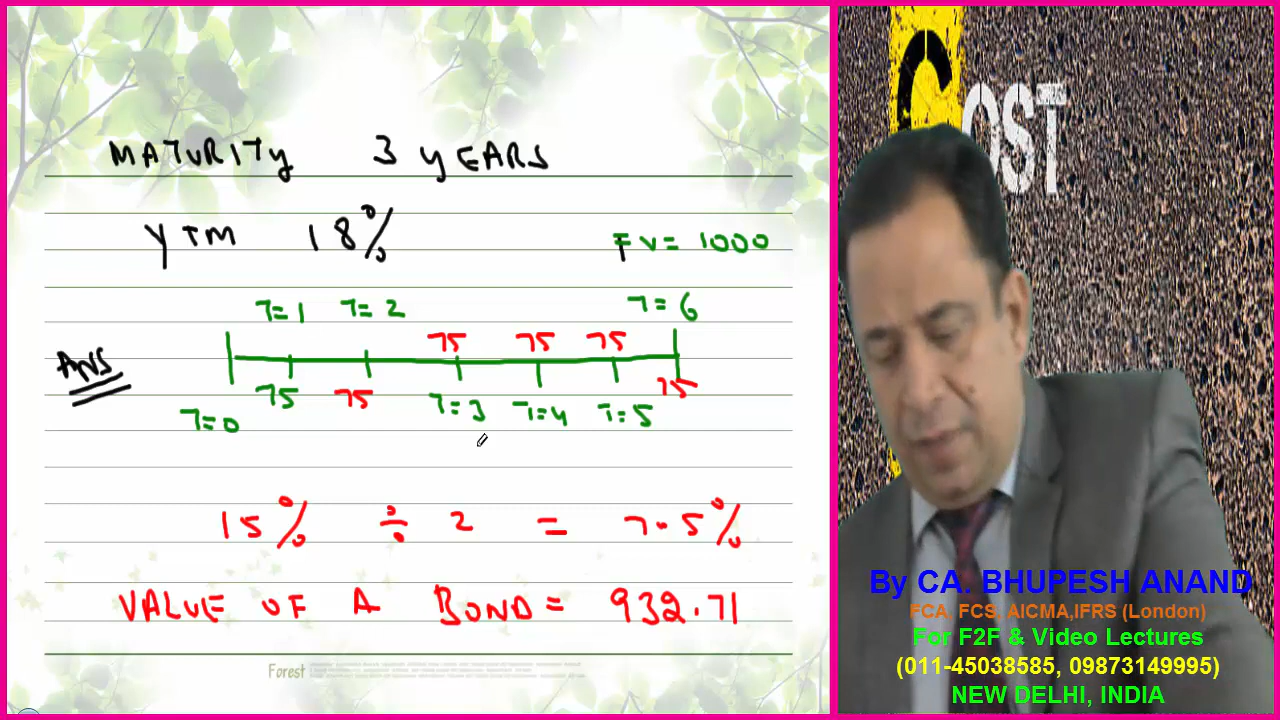 MATURITY 3 YEARS
YTM 18%
FV = 1000
T=1 T=2 T=6
75 75 75
ANS
75 75 75
T=0 T=3 T=4 T=5
15% ÷ 2 = 7.5%
VALUE OF A BOND = 932.71
Forest
COST
By CA. BHUPESH ANAND
FCA, FCS, AICMA,IFRS (London)
For F2F & Video Lectures
(011-45038585, 09873149995)
NEW DELHI, INDIA